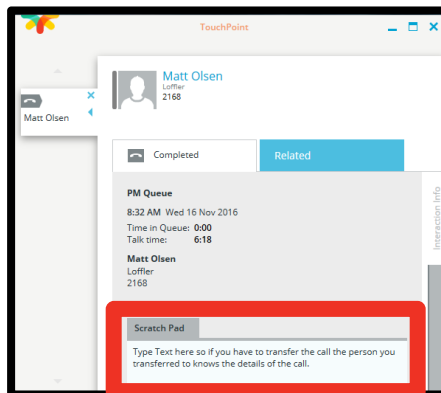 TouchPoint
Matt Olsen
Loffler
2168
Matt Olsen
Completed
Related
PM Queue
8:32 AM Wed 16 Nov 2016
Time in Queue: 0:00
Talk time: 6:18
Matt Olsen
Loffler
2168
Interaction Info
Scratch Pad
Type Text here so if you have to transfer the call the person you
transferred to knows the details of the call.